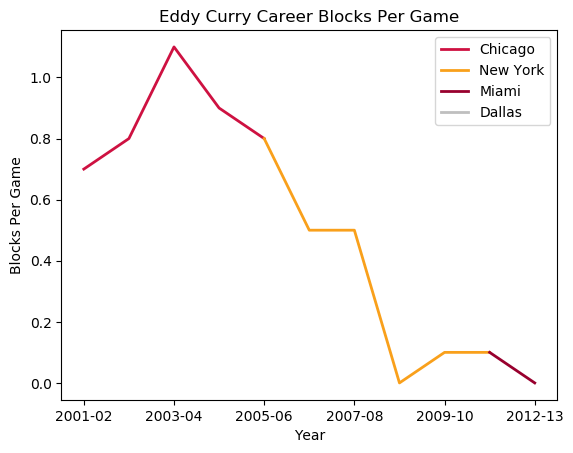 Eddy Curry Career Blocks Per Game
Chicago
New York
Miami
Dallas
1.0
0.8
0.6
0.4
0.2
0.0
Blocks Per Game
2001-02 2003-04 2005-06 2007-08 2009-10 2012-13
Year